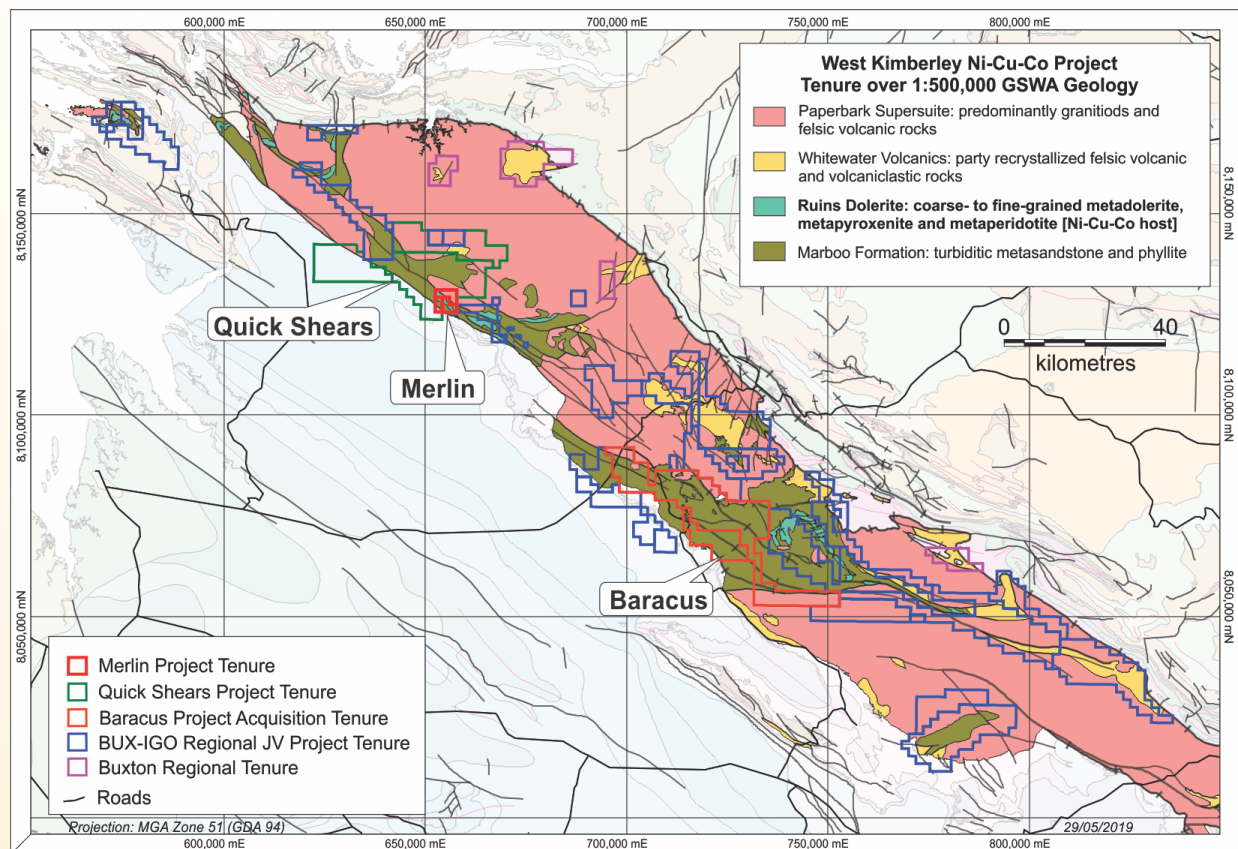 600,000 mE
650,000 mE
700,000 mE
750,000 mE
800,000 mE
West Kimberley Ni-Cu-Co Project
Tenure over 1:500,000 GSWA Geology
Paperbark Supersuite: predominantly granitiods and
felsic volcanic rocks
Whitewater Volcanics: party recrystallized felsic volcanic
and volcaniclastic rocks
Ruins Dolerite: coarse- to fine-grained metadolerite,
metapyroxenite and metaperidotite [Ni-Cu-Co host]
Marboo Formation: turbiditic metasandstone and phyllite
8,150,000 mN
8,150,000 mN
Quick Shears
0 40
kilometres
Merlin
8,100,000 mN
8,100,000 mN
Baracus
8,050,000 mN
8,050,000 mN
Merlin Project Tenure
Quick Shears Project Tenure
Baracus Project Acquisition Tenure
BUX-IGO Regional JV Project Tenure
Buxton Regional Tenure
Roads
Projection: MGA Zone 51 (GDA 94)
29/05/2019
600,000 mE
650,000 mE
700,000 mE
750,000 mE
800,000 mE